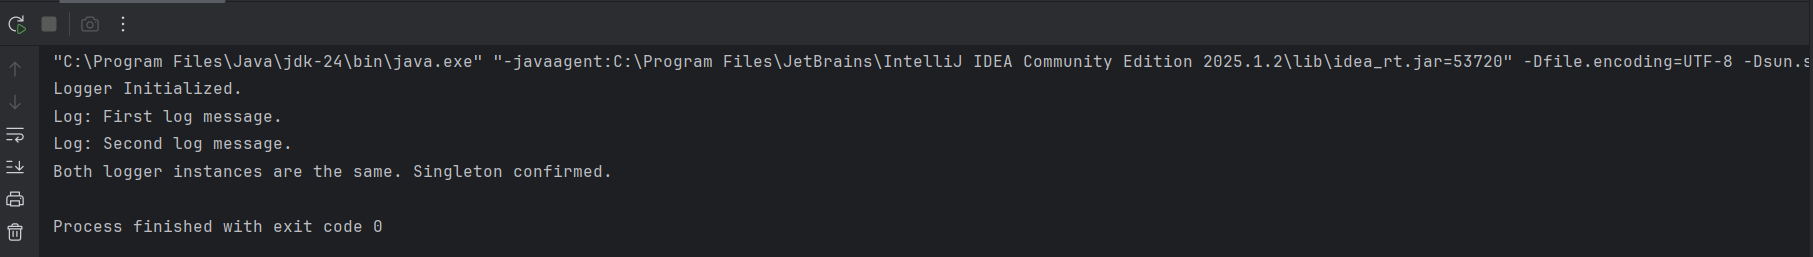 "C:\Program Files\Java\jdk-24\bin\java.exe" "-javaagent:C:\Program Files\JetBrains\IntelliJ IDEA Community Edition 2025.1.2\lib\idea_rt.jar=53720" -Dfile.encoding=UTF-8 -Dsun.s
Logger Initialized.
Log: First log message.
Log: Second log message.
Both logger instances are the same. Singleton confirmed.
Process finished with exit code 0